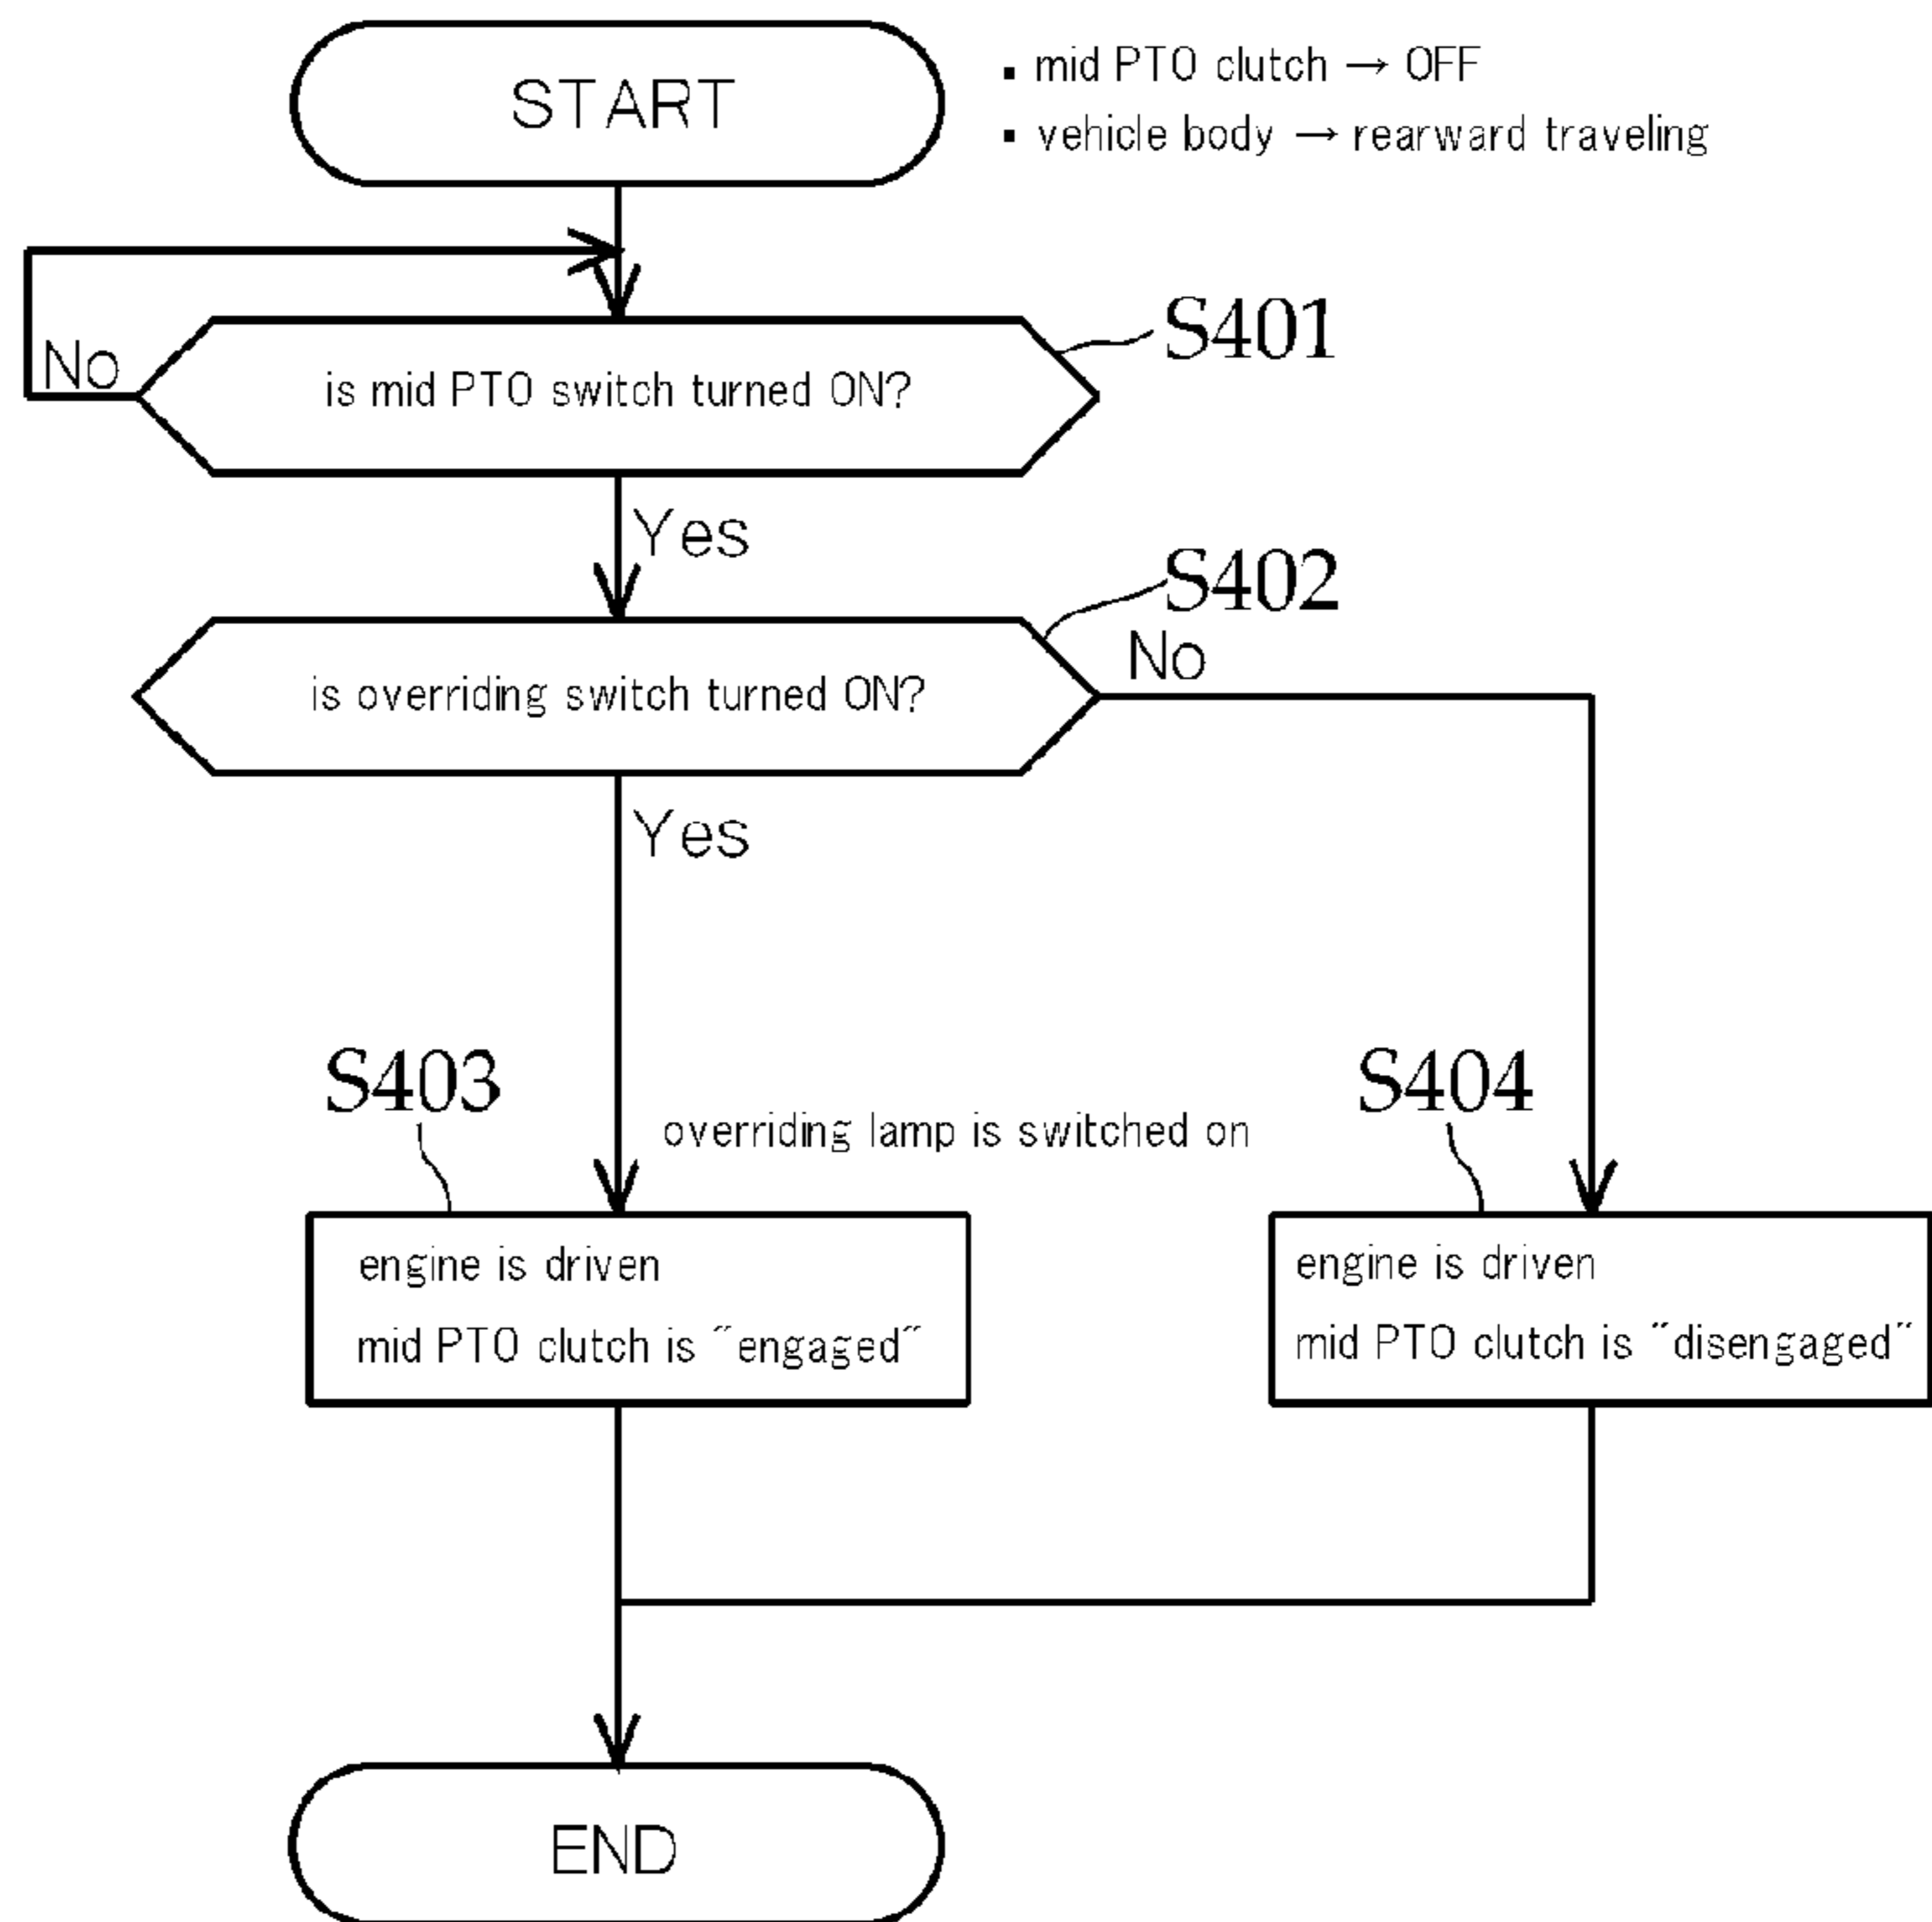 START
▪ mid PTO clutch → OFF
▪ vehicle body → rearward traveling
S401
No
is mid PTO switch turned ON?
Yes
S402
No
is overriding switch turned ON?
Yes
S403
S404
overriding lamp is switched on
engine is driven
mid PTO clutch is ˝engaged˝
engine is driven
mid PTO clutch is ˝disengaged˝
END